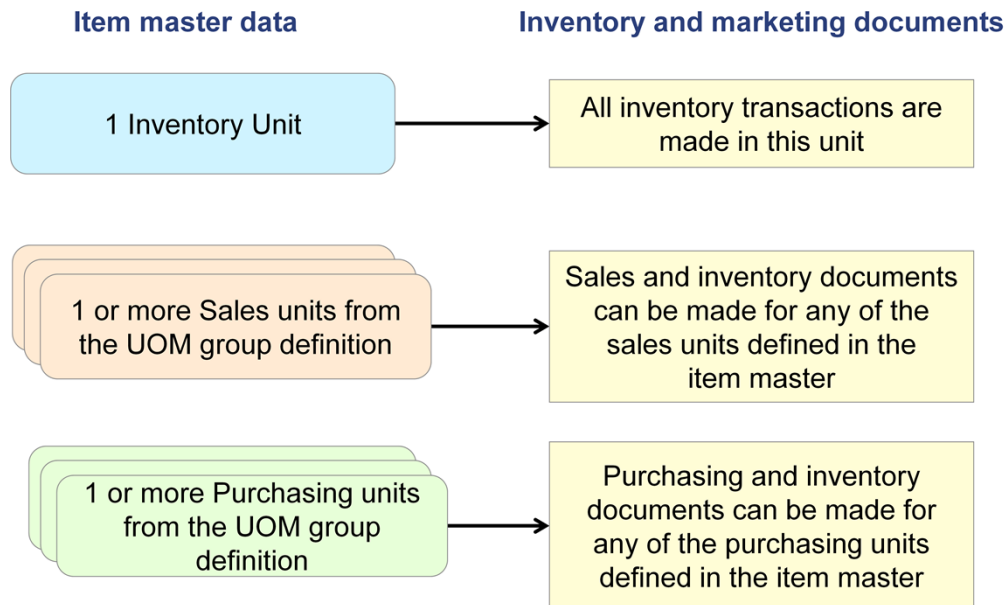 Item master data
Inventory and marketing documents
1 Inventory Unit
All inventory transactions are
made in this unit
1 or more Sales units from
the UOM group definition
Sales and inventory documents
can be made for any of the
sales units defined in the
item master
1 or more Purchasing units
from the UOM group
definition
Purchasing and inventory
documents can be made for
any of the purchasing units
defined in the item master